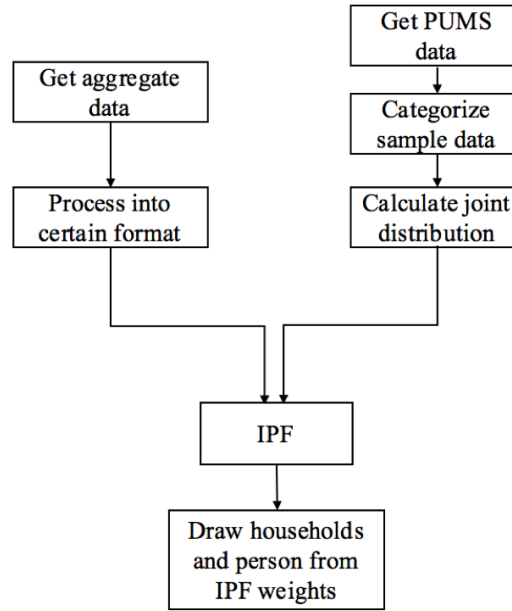 Get PUMS
data
Get aggregate
data
Categorize
sample data
Process into
certain format
Calculate joint
distribution
IPF
Draw households
and person from
IPF weights